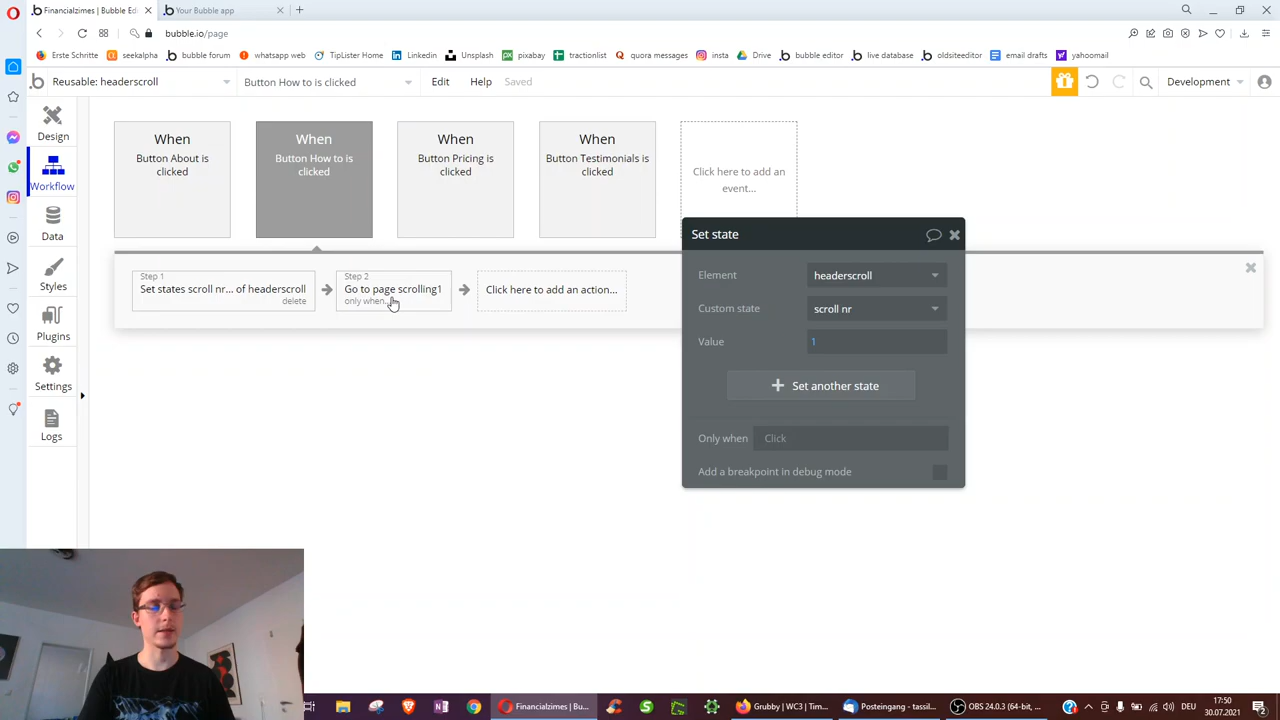 Financialzimes | Bubble Ed
Your Bubble app
bubble.io/page
Erste Schritte
seekalpha
bubble forum
whatsapp web
TipLister Home
Linkedin
Unsplash
pixabay
tractionlist
quora messages
insta
Drive
bubble editor
live database
oldsiteeditor
email drafts
yahoomail
Reusable: headerscroll
Button How to is clicked
Edit
Help
Saved
Development
Design
Workflow
Data
Styles
Plugins
Settings
Logs
When
Button About is
clicked
When
Button How to is
clicked
When
Button Pricing is
clicked
When
Button Testimonials is
clicked
Click here to add an
event...
Step 1
Set states scroll nr... of headerscroll
delete
Step 2
Go to page scrolling1
only when...
Click here to add an action...
Set state
Element
headerscroll
Custom state
scroll nr
Value
1
Set another state
Only when
Click
Add a breakpoint in debug mode
Financialzimes | Bu...
Grubby | WC3 | Tim...
Posteingang - tassil...
OBS 24.0.3 (64-bit, ...
DEU
17:50
30.07.2021